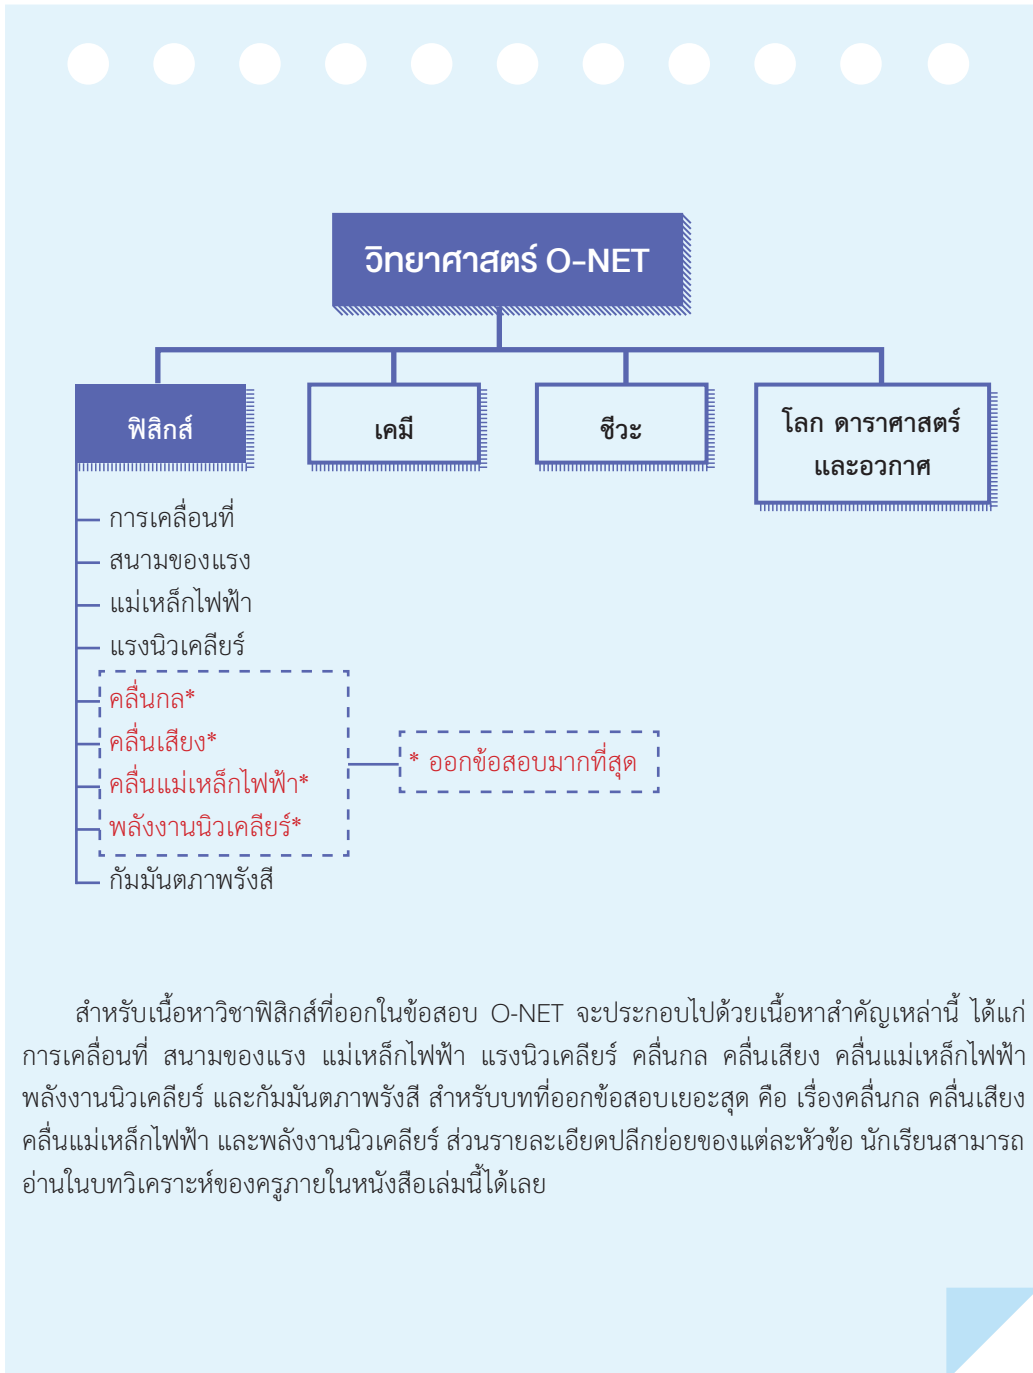 วิทยาศาสตร์ O-NET
ฟิสิกส์
เคมี
ชีวะ
โลก ดาราศาสตร์
และอวกาศ
การเคลื่อนที่
สนามของแรง
แม่เหล็กไฟฟ้า
แรงนิวเคลียร์
คลื่นกล*
คลื่นเสียง*
คลื่นแม่เหล็กไฟฟ้า*
พลังงานนิวเคลียร์*
* ออกข้อสอบมากที่สุด
กัมมันตภาพรังสี
สำหรับเนื้อหาวิชาฟิสิกส์ที่ออกในข้อสอบ O-NET จะประกอบไปด้วยเนื้อหาสำคัญเหล่านี้ ได้แก่
การเคลื่อนที่ สนามของแรง แม่เหล็กไฟฟ้า แรงนิวเคลียร์ คลื่นกล คลื่นเสียง คลื่นแม่เหล็กไฟฟ้า
พลังงานนิวเคลียร์ และกัมมันตภาพรังสี สำหรับบทที่ออกข้อสอบเยอะสุด คือ เรื่องคลื่นกล คลื่นเสียง
คลื่นแม่เหล็กไฟฟ้า และพลังงานนิวเคลียร์ ส่วนรายละเอียดปลีกย่อยของแต่ละหัวข้อ นักเรียนสามารถ
อ่านในบทวิเคราะห์ของครูภายในหนังสือเล่มนี้ได้เลย